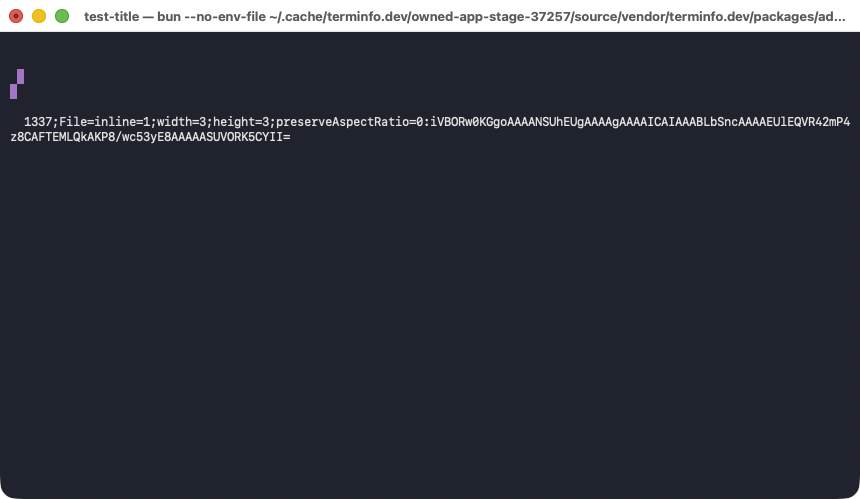 test-title — bun --no-env-file ~/.cache/terminfo.dev/owned-app-stage-37257/source/vendor/terminfo.dev/packages/ad...
1337;File=inline=1;width=3;height=3;preserveAspectRatio=0:iVBORw0KGgoAAAANSUhEUgAAAAgAAAAICAIAAABLbSncAAAAEUlEQVR42mP4
z8CAFTEMLQkAKP8/wc53yE8AAAAASUVORK5CYII=